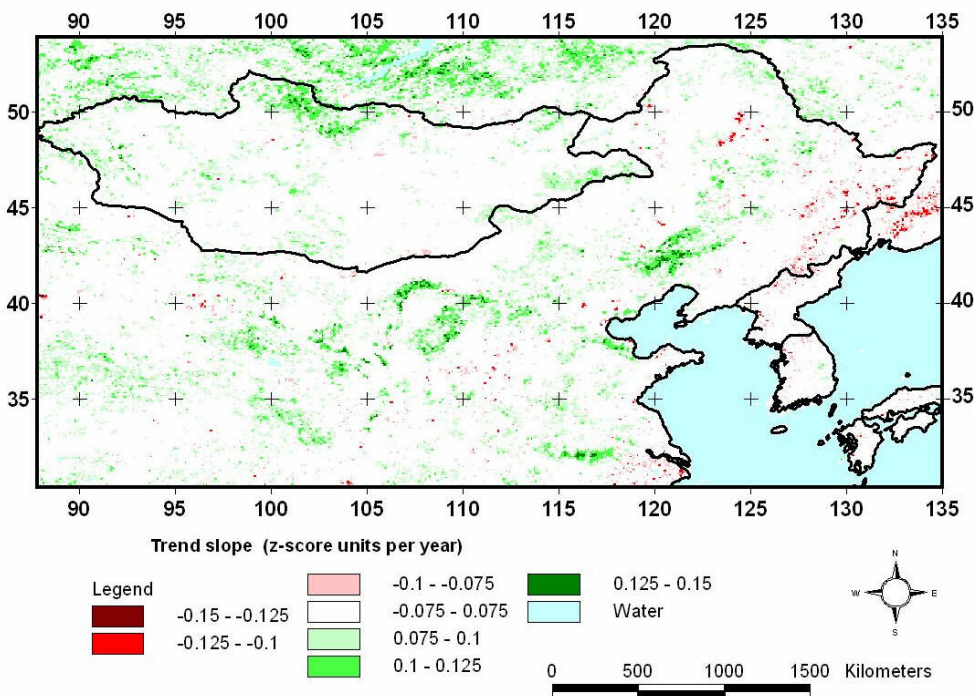 90 95 100 105 110 115 120 125 130 135
50 50
45 45
40 40
35 35
90 95 100 105 110 115 120 125 130 135
Trend slope (z-score units per year)
Legend
-0.15 - -0.125
-0.125 - -0.1
-0.1 - -0.075
-0.075 - 0.075
0.075 - 0.1
0.1 - 0.125
0.125 - 0.15
Water
N
W E
S
0 500 1000 1500 Kilometers